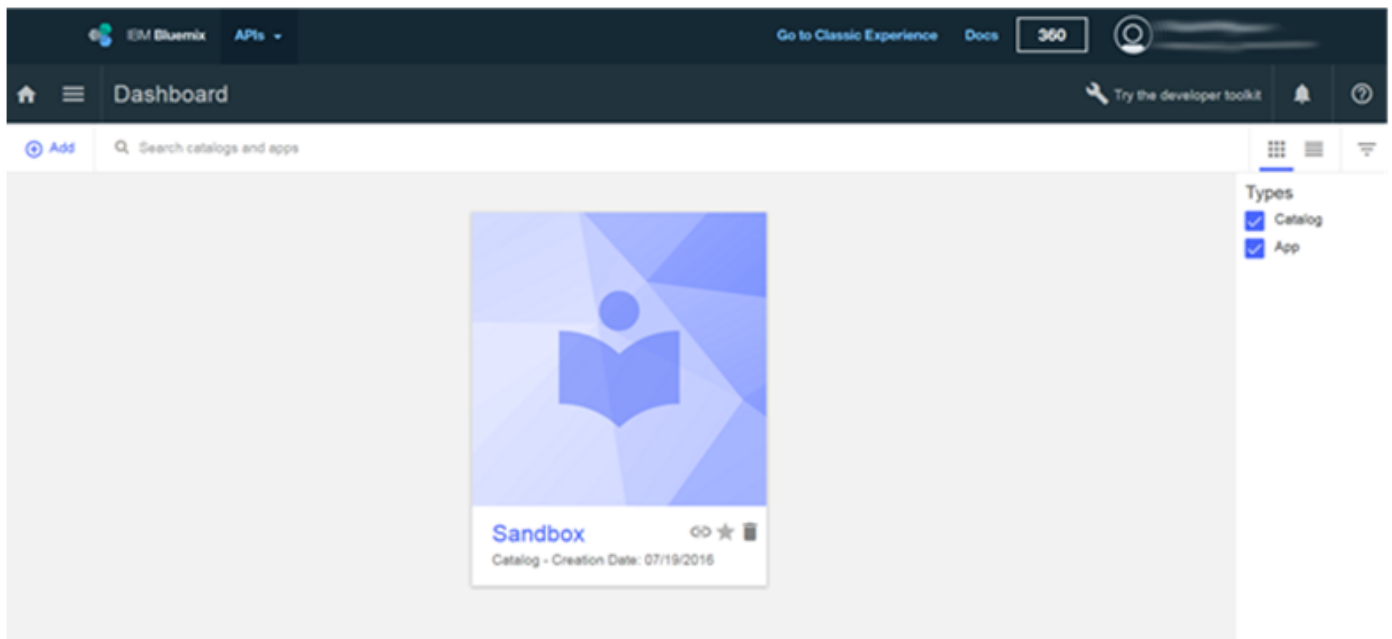 IBM Bluemix APIs Go to Classic Experience Docs 360
Dashboard Try the developer toolkit
Add Search catalogs and apps
Types
Catalog
App
Sandbox
Catalog - Creation Date: 07/19/2016